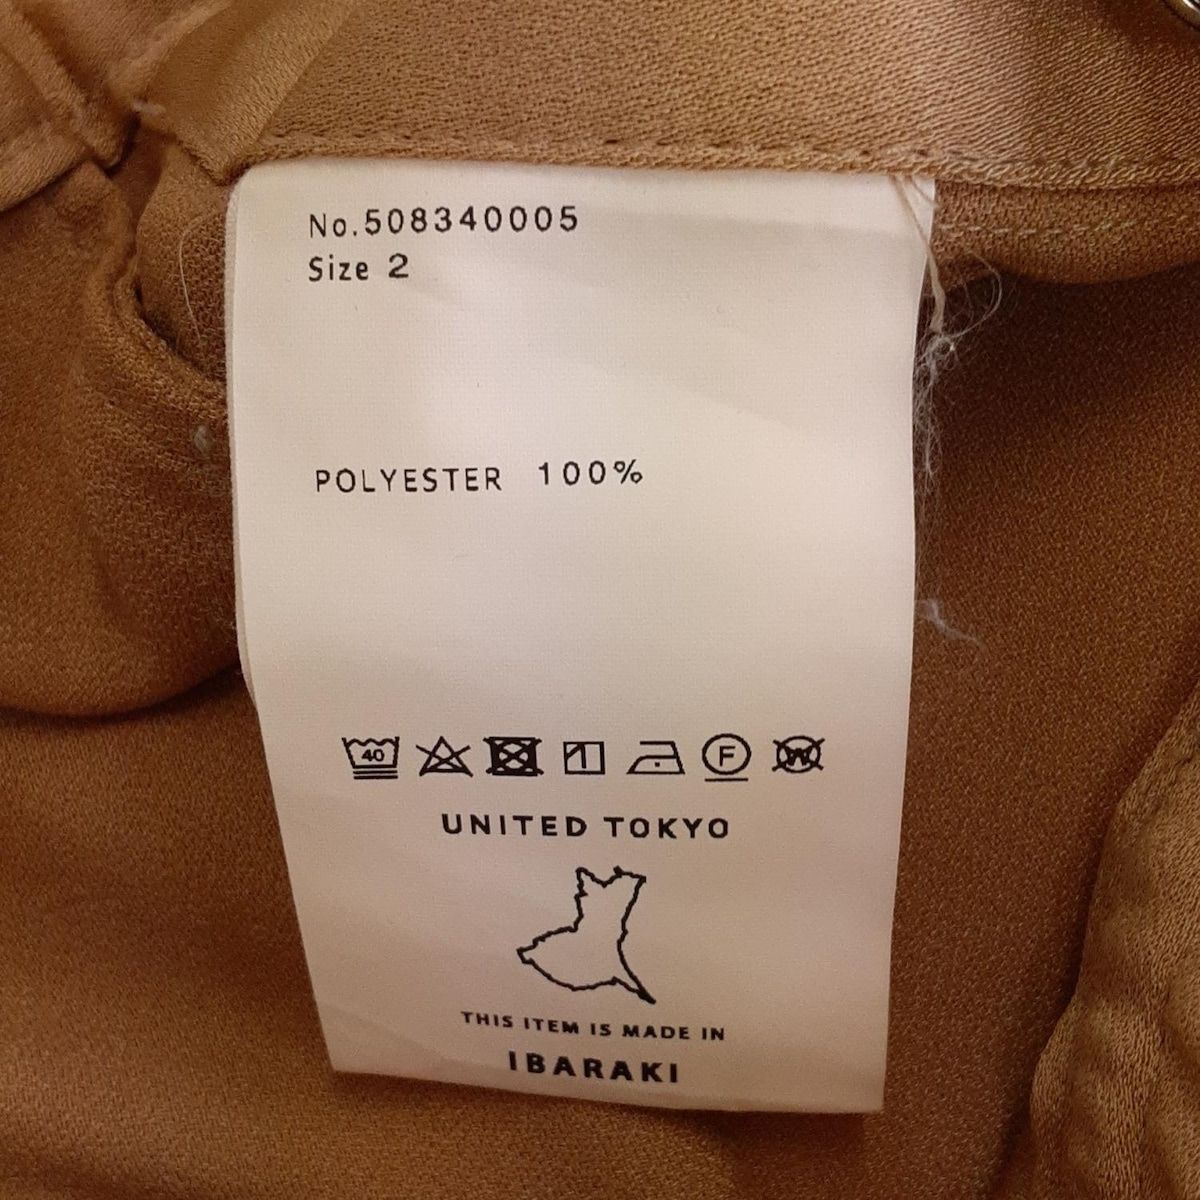 No.508340005
Size 2
POLYESTER 100%
40 F W
UNITED TOKYO
THIS ITEM IS MADE IN
IBARAKI